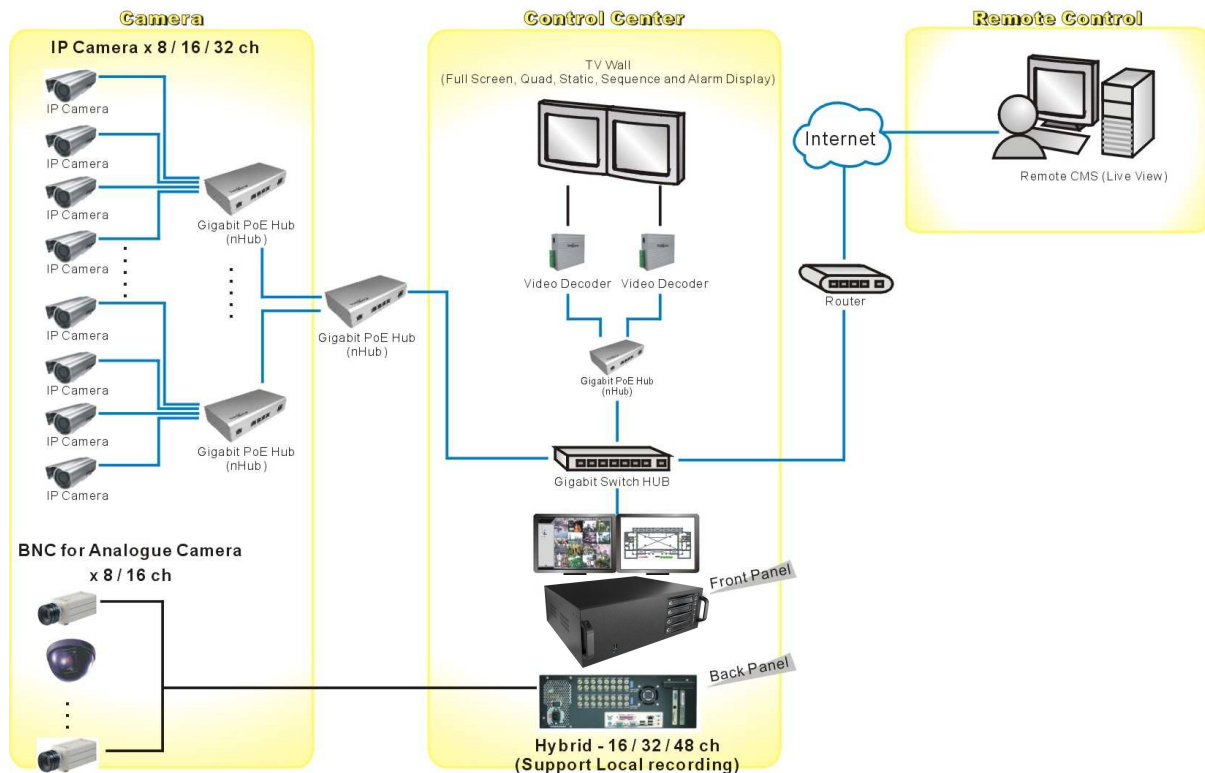 Camera
IP Camera x 8 / 16 / 32 ch
IP Camera
IP Camera
IP Camera
IP Camera
IP Camera
IP Camera
IP Camera
IP Camera
Gigabit PoE Hub
(nHub)
Gigabit PoE Hub
(nHub)
Gigabit PoE Hub
(nHub)
BNC for Analogue Camera
x 8 / 16 ch
Control Center
TV Wall
(Full Screen, Quad, Static, Sequence and Alarm Display)
Video Decoder
Video Decoder
Gigabit PoE Hub
(nHub)
Gigabit Switch HUB
Front Panel
Back Panel
Hybrid - 16 / 32 / 48 ch
(Support Local recording)
Remote Control
Internet
Remote CMS (Live View)
Router